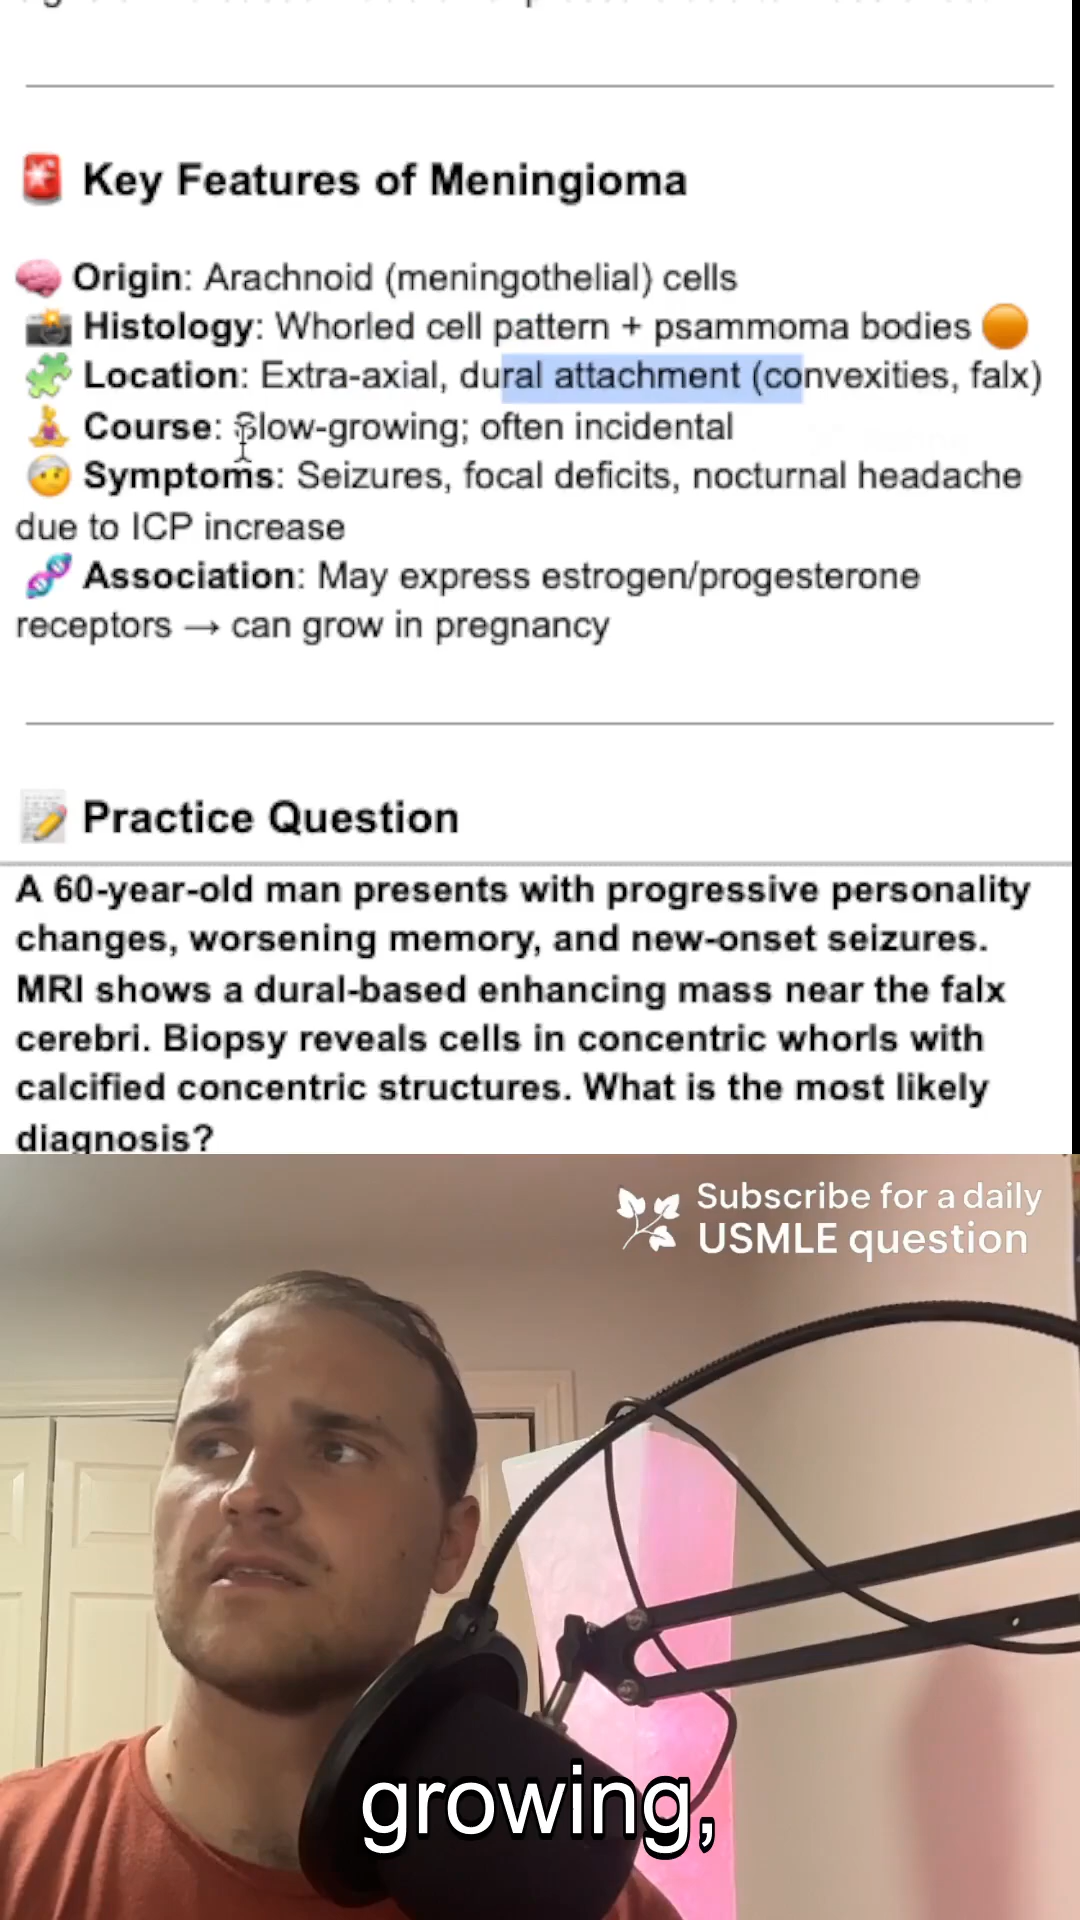 Key Features of Meningioma
Origin: Arachnoid (meningothelial) cells
Histology: Whorled cell pattern + psammoma bodies
Location: Extra-axial, dural attachment (convexities, falx)
Course: Slow-growing; often incidental
Symptoms: Seizures, focal deficits, nocturnal headache
due to ICP increase
Association: May express estrogen/progesterone
receptors → can grow in pregnancy
Practice Question
A 60-year-old man presents with progressive personality
changes, worsening memory, and new-onset seizures.
MRI shows a dural-based enhancing mass near the falx
cerebri. Biopsy reveals cells in concentric whorls with
calcified concentric structures. What is the most likely
diagnosis?
Subscribe for a daily
USMLE question
growing,